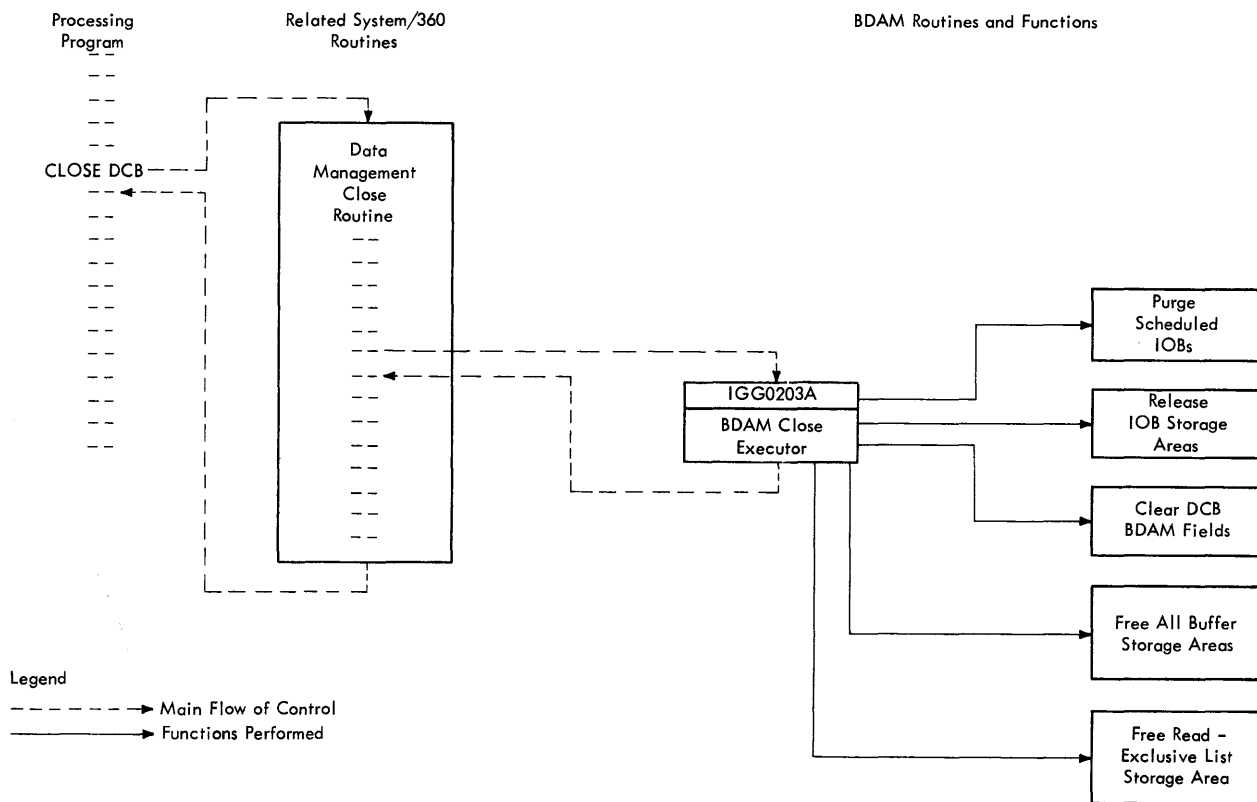 Processing
Program
Related System/360
Routines
BDAM Routines and Functions
CLOSE DCB
Data
Management
Close
Routine
IGG0203A
BDAM Close
Executor
Purge
Scheduled
IOBs
Release
IOB Storage
Areas
Clear DCB
BDAM Fields
Free All Buffer
Storage Areas
Free Read -
Exclusive List
Storage Area
Legend
Main Flow of Control
Functions Performed